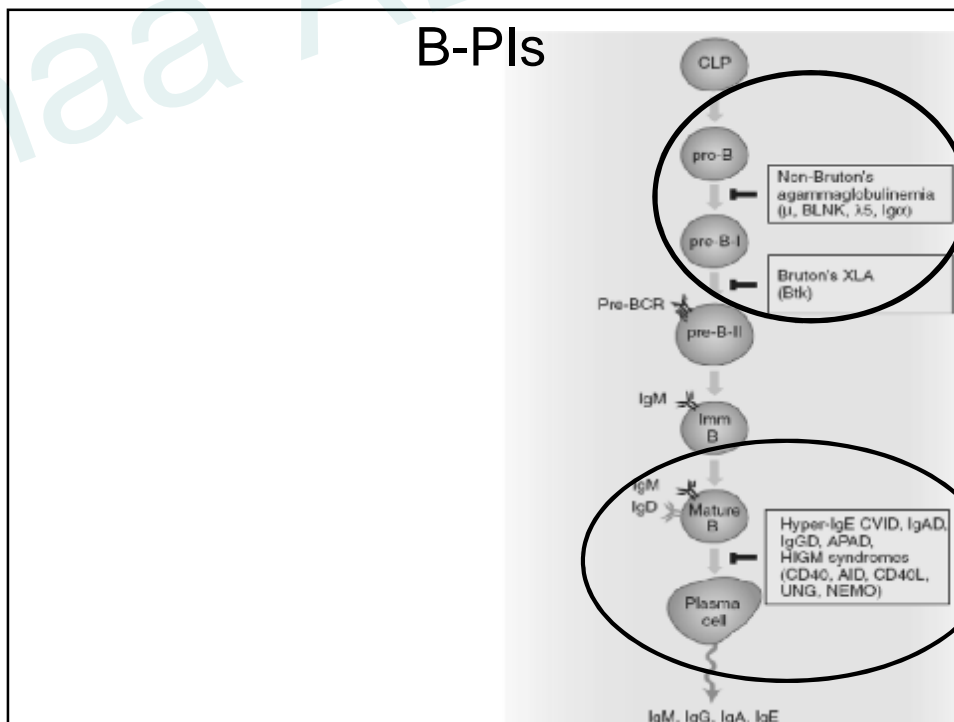 B-PIs
CLP
pro-B
Non-Bruton's
agammaglobulinemia
(μ, BLNK, λ5, Igα)
pre-B-I
Bruton's XLA
(Btk)
Pre-BCR
pre-B-II
IgM
Imm
B
IgM
IgD
Mature
B
Hyper-IgE CVID, IgAD,
IgGD, APAD,
HIGM syndromes
(CD40, AID, CD40L,
UNG, NEMO)
Plasma
cell
IgM, IgG, IgA, IgE